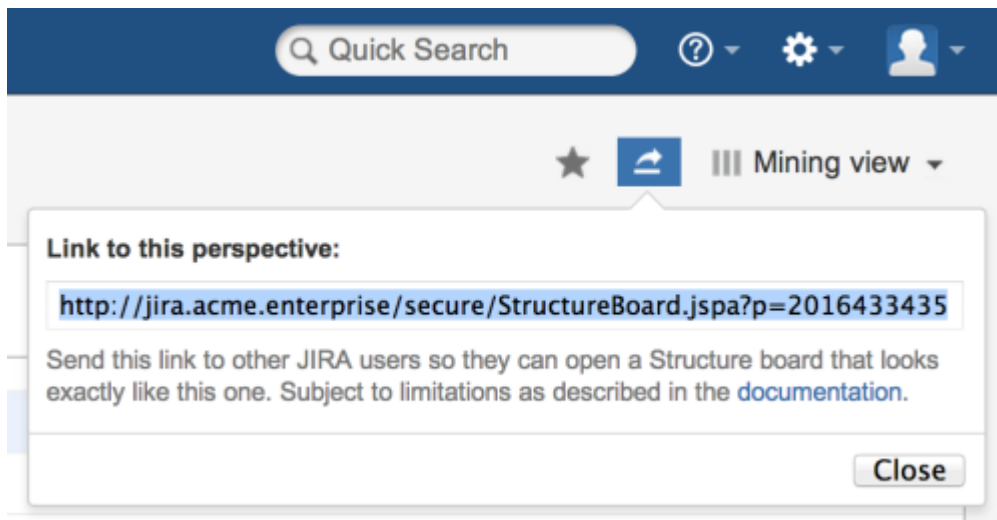 Quick Search
Mining view
Link to this perspective:
http://jira.acme.enterprise/secure/StructureBoard.jspa?p=2016433435
Send this link to other JIRA users so they can open a Structure board that looks
exactly like this one. Subject to limitations as described in the documentation.
Close